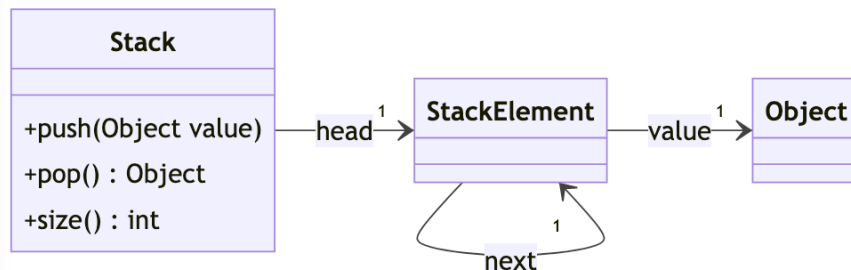 Stack
+push(Object value)
+pop() : Object
+size() : int
head
1
StackElement
value
1
Object
1
next